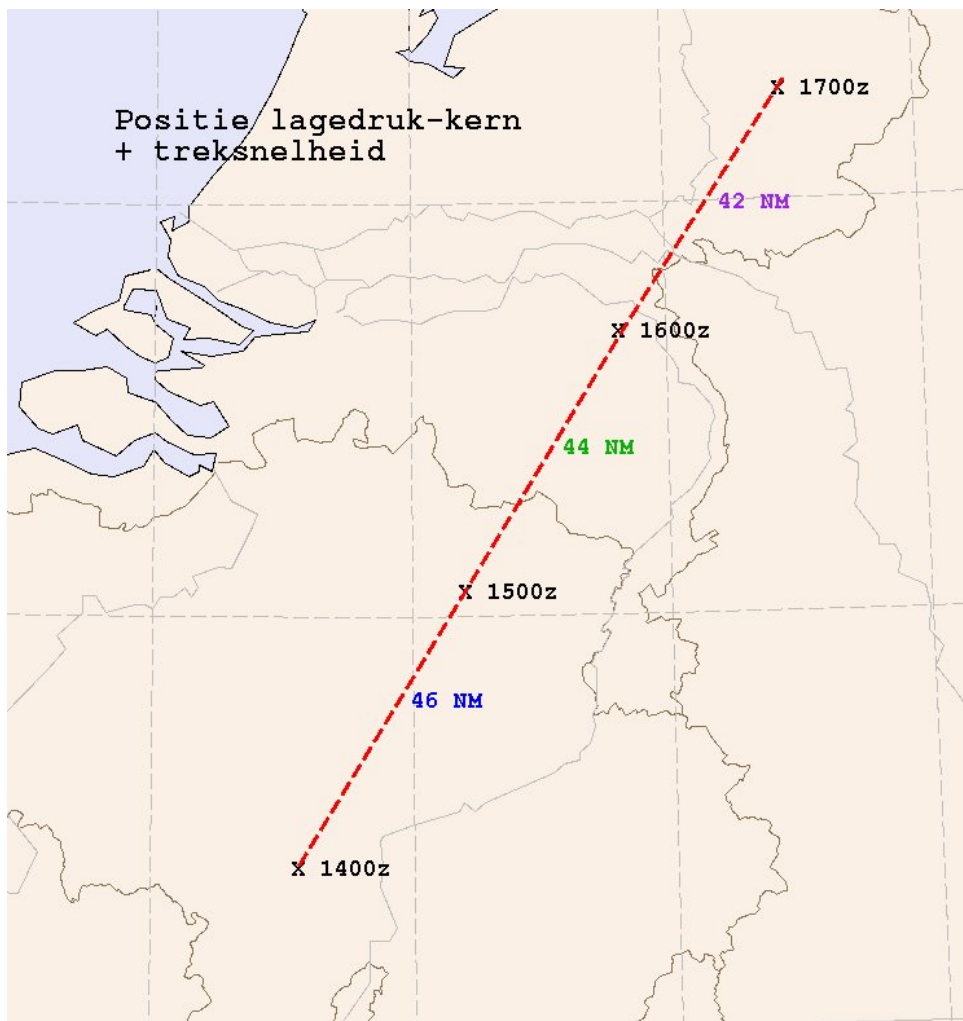 Positie lagedruk-kern
+ treksnelheid
X 1700z
42 NM
X 1600z
44 NM
X 1500z
46 NM
X 1400z